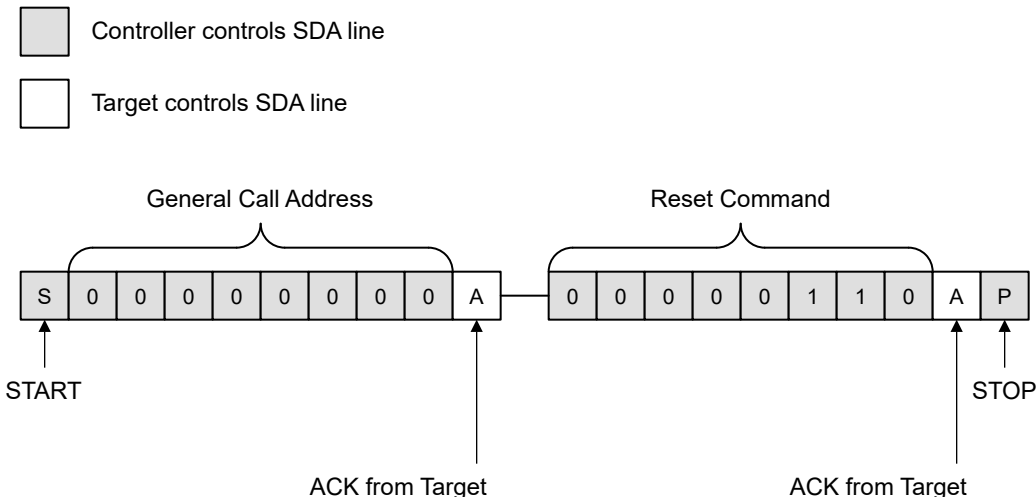 Controller controls SDA line
Target controls SDA line
General Call Address Reset Command
S 0 0 0 0 0 0 0 0 A 0 0 0 0 0 1 1 0 A P
START STOP
ACK from Target ACK from Target